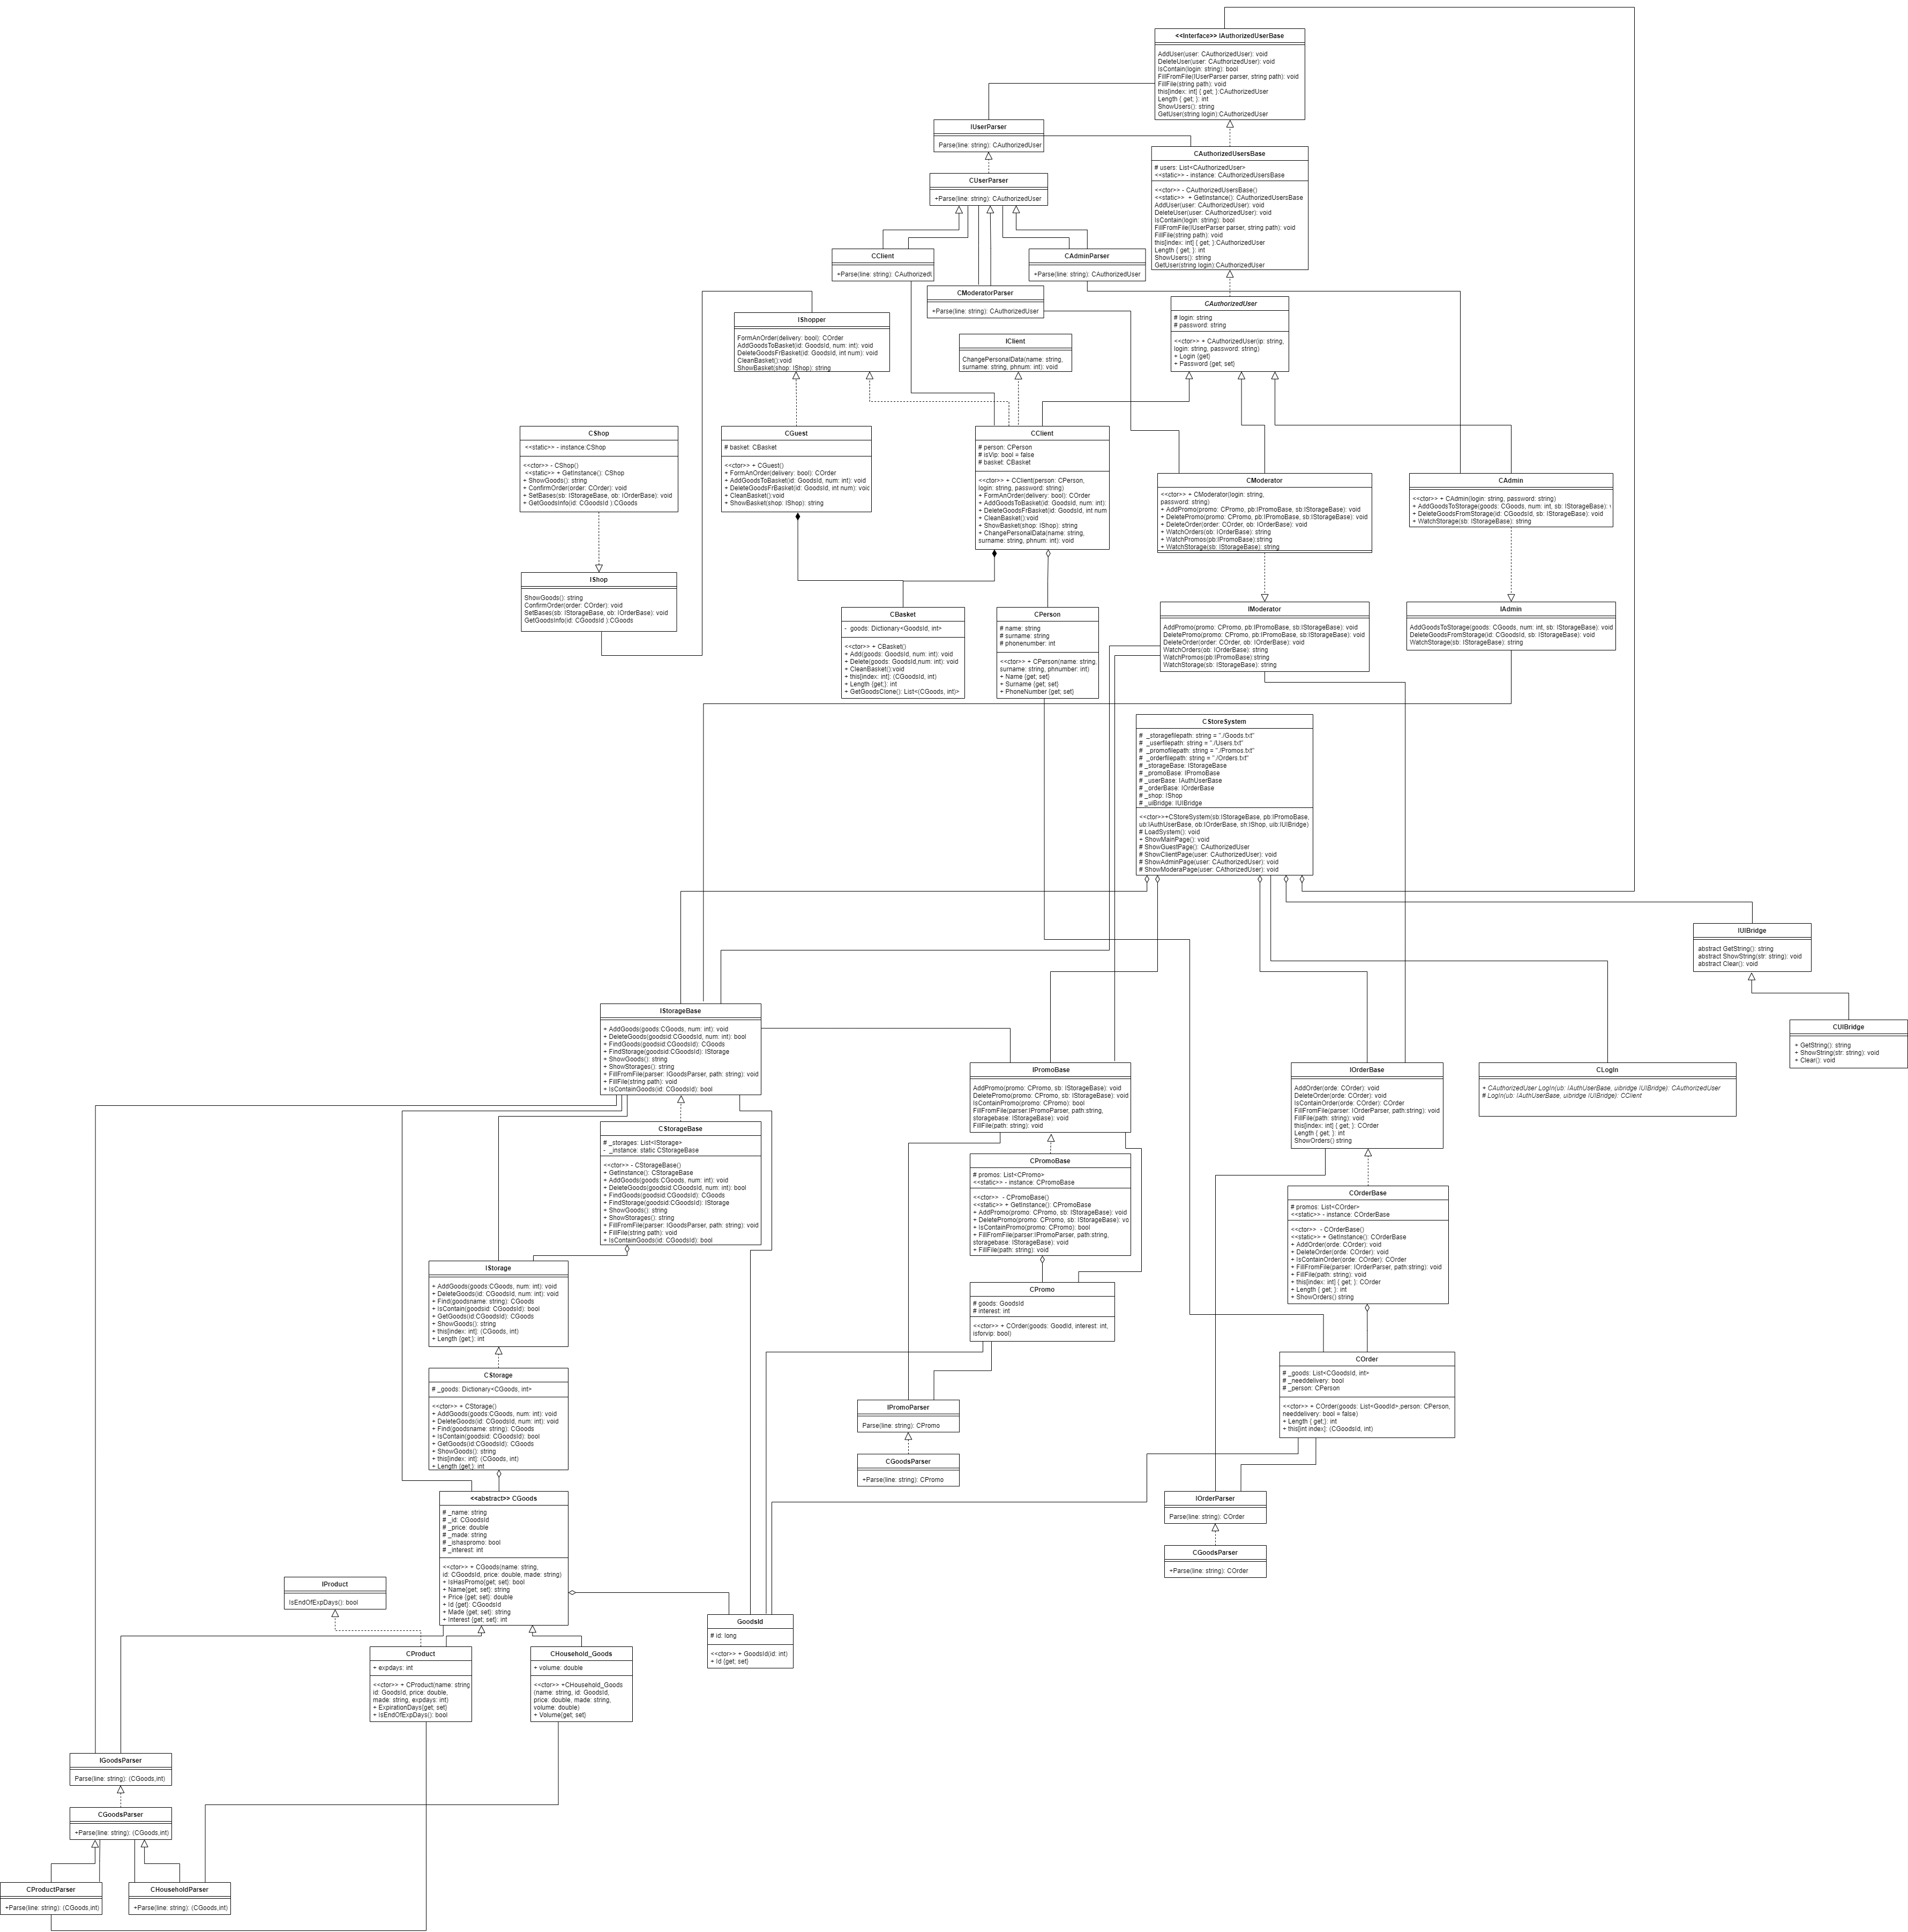 <<Interface>> IAuthorizedUserBase
AddUser(user: CAuthorizedUser): void
DeleteUser(user: CAuthorizedUser): void
IsContain(login: string): bool
FillFromFile(IUserParser parser, string path): void
FillFile(string path): void
this[index: int] { get; }:CAuthorizedUser
Length { get; }: int
ShowUsers(): string
GetUser(string login):CAuthorizedUser
IUserParser
Parse(line: string): CAuthorizedUser
CAuthorizedUsersBase
# users: List<CAuthorizedUser>
<<static>> - instance: CAuthorizedUsersBase
<<ctor>> - CAuthorizedUsersBase()
<<static>> + GetInstance(): CAuthorizedUsersBase
AddUser(user: CAuthorizedUser): void
DeleteUser(user: CAuthorizedUser): void
IsContain(login: string): bool
FillFromFile(IUserParser parser, string path): void
FillFile(string path): void
this[index: int] { get; }:CAuthorizedUser
Length { get; }: int
ShowUsers(): string
GetUser(string login):CAuthorizedUser
CUserParser
+Parse(line: string): CAuthorizedUser
CClient
+Parse(line: string): CAuthorizedU
CAdminParser
+Parse(line: string): CAuthorizedUser
CModeratorParser
+Parse(line: string): CAuthorizedUser
CAuthorizedUser
# login: string
# password: string
<<ctor>> + CAuthorizedUser(ip: string,
login: string, password: string)
+ Login {get}
+ Password {get; set}
IShopper
FormAnOrder(delivery: bool): COrder
AddGoodsToBasket(id: GoodsId, num: int): void
DeleteGoodsFrBasket(id: GoodsId, int num): void
CleanBasket():void
ShowBasket(shop: IShop): string
IClient
ChangePersonalData(name: string,
surname: string, phnum: int): void
CShop
<<static>> - instance:CShop
<<ctor>> - CShop()
<<static>> + GetInstance(): CShop
+ ShowGoods(): string
+ ConfirmOrder(order: COrder): void
+ SetBases(sb: IStorageBase, ob: IOrderBase): void
+ GetGoodsInfo(id: CGoodsId ):CGoods
CGuest
# basket: CBasket
<<ctor>> + CGuest()
+ FormAnOrder(delivery: bool): COrder
+ AddGoodsToBasket(id: GoodsId, num: int): void
+ DeleteGoodsFrBasket(id: GoodsId, int num): voic
+ CleanBasket():void
+ ShowBasket(shop: IShop): string
CClient
# person: CPerson
# isVip: bool = false
# basket: CBasket
<<ctor>> + CClient(person: CPerson,
login: string, password: string)
+ FormAnOrder(delivery: bool): COrder
+ AddGoodsToBasket(id: GoodsId, num: int):
+ DeleteGoodsFrBasket(id: GoodsId, int num
+ CleanBasket():void
+ ShowBasket(shop: IShop): string
+ ChangePersonalData(name: string,
surname: string, phnum: int): void
CModerator
<<ctor>> + CModerator(login: string,
password: string)
+ AddPromo(promo: CPromo, pb:IPromoBase, sb:IStorageBase): void
+ DeletePromo(promo: CPromo, pb:IPromoBase, sb:IStorageBase): void
+ DeleteOrder(order: COrder, ob: IOrderBase): void
+ WatchOrders(ob: IOrderBase): string
+ WatchPromos(pb:IPromoBase):string
+ WatchStorage(sb: IStorageBase): string
CAdmin
<<ctor>> + CAdmin(login: string, password: string)
+ AddGoodsToStorage(goods: CGoods, num: int, sb: IStorageBase):
+ DeleteGoodsFromStorage(id: CGoodsId, sb: IStorageBase): void
+ WatchStorage(sb: IStorageBase): string
IShop
ShowGoods(): string
ConfirmOrder(order: COrder): void
SetBases(sb: IStorageBase, ob: IOrderBase): void
GetGoodsInfo(id: CGoodsId ):CGoods
CBasket
- goods: Dictionary<GoodsId, int>
<<ctor>> + CBasket()
+ Add(goods: GoodsId, num: int): void
+ Delete(goods: GoodsId,num: int): void
+ CleanBasket():void
+ this[index: int]: (CGoodsId, int)
+ Length {get;}: int
+ GetGoodsClone(): List<(CGoods, int)>
CPerson
# name: string
# surname: string
# phonenumber: int
<<ctor>> + CPerson(name: string,
surname: string, phnumber: int)
+ Name {get; set}
+ Surname {get; set}
+ PhoneNumber {get; set}
IModerator
AddPromo(promo: CPromo, pb:IPromoBase, sb:IStorageBase): void
DeletePromo(promo: CPromo, pb:IPromoBase, sb:IStorageBase): void
DeleteOrder(order: COrder, ob: IOrderBase): void
WatchOrders(ob: IOrderBase): string
WatchPromos(pb:IPromoBase):string
WatchStorage(sb: IStorageBase): string
IAdmin
AddGoodsToStorage(goods: CGoods, num: int, sb: IStorageBase): void
DeleteGoodsFromStorage(id: CGoodsId, sb: IStorageBase): void
WatchStorage(sb: IStorageBase): string
CStoreSystem
# _storagefilepath: string = "./Goods.txt"
# _userfilepath: string = "./Users.txt"
# _promofilepath: string = "./Promos.txt"
# _orderfilepath: string = "./Orders.txt"
# _storageBase: IStorageBase
# _promoBase: IPromoBase
# _userBase: IAuthUserBase
# _orderBase: IOrderBase
# _shop: IShop
# _uiBridge: IUIBridge
<<ctor>>+CStoreSystem(sb:IStorageBase, pb:IPromoBase,
ub:IAuthUserBase, ob:IOrderBase, sh:IShop, uib:IUIBridge)
# LoadSystem(): void
+ ShowMainPage(): void
# ShowGuestPage(): CAuthorizedUser
# ShowClientPage(user: CAuthorizedUser): void
# ShowAdminPage(user: CAuthorizedUser): void
# ShowModeraPage(user: CAthorizedUser): void
IUIBridge
abstract GetString(): string
abstract ShowString(str: string): void
abstract Clear(): void
CUIBridge
+ GetString(): string
+ ShowString(str: string): void
+ Clear(): void
IStorageBase
+ AddGoods(goods:CGoods, num: int): void
+ DeleteGoods(goodsid:CGoodsId, num: int): bool
+ FindGoods(goodsid:CGoodsId): CGoods
+ FindStorage(goodsid:CGoodsId): IStorage
+ ShowGoods(): string
+ ShowStorages(): string
+ FillFromFile(parser: IGoodsParser, path: string): void
+ FillFile(string path): void
+ IsContainGoods(id: CGoodsId): bool
IPromoBase
AddPromo(promo: CPromo, sb: IStorageBase): void
DeletePromo(promo: CPromo, sb: IStorageBase): void
IsContainPromo(promo: CPromo): bool
FillFromFile(parser:IPromoParser, path:string,
storagebase: IStorageBase): void
FillFile(path: string): void
IOrderBase
AddOrder(orde: COrder): void
DeleteOrder(orde: COrder): void
IsContainOrder(orde: COrder): COrder
FillFromFile(parser: IOrderParser, path:string): void
FillFile(path: string): void
this[index: int] { get; }: COrder
Length { get; }: int
ShowOrders() string
CLogIn
+ CAuthorizedUser LogIn(ub: IAuthUserBase, uibridge IUIBridge): CAuthorizedUser
# LogIn(ub: IAuthUserBase, uibridge IUIBridge): CClient
CStorageBase
# _storages: List<IStorage>
- _instance: static CStorageBase
<<ctor>> - CStorageBase()
+ GetInstance(): CStorageBase
+ AddGoods(goods:CGoods, num: int): void
+ DeleteGoods(goodsid:CGoodsId, num: int): bool
+ FindGoods(goodsid:CGoodsId): CGoods
+ FindStorage(goodsid:CGoodsId): IStorage
+ ShowGoods(): string
+ ShowStorages(): string
+ FillFromFile(parser: IGoodsParser, path: string): void
+ FillFile(string path): void
+ IsContainGoods(id: CGoodsId): bool
CPromoBase
# promos: List<CPromo>
<<static>> - instance: CPromoBase
<<ctor>> - CPromoBase()
<<static>> + GetInstance(): CPromoBase
+ AddPromo(promo: CPromo, sb: IStorageBase): void
+ DeletePromo(promo: CPromo, sb: IStorageBase): vo
+ IsContainPromo(promo: CPromo): bool
+ FillFromFile(parser:IPromoParser, path:string,
storagebase: IStorageBase): void
+ FillFile(path: string): void
COrderBase
# promos: List<COrder>
<<static>> - instance: COrderBase
<<ctor>> - COrderBase()
<<static>> + GetInstance(): COrderBase
+ AddOrder(orde: COrder): void
+ DeleteOrder(orde: COrder): void
+ IsContainOrder(orde: COrder): COrder
+ FillFromFile(parser: IOrderParser, path:string): void
+ FillFile(path: string): void
+ this[index: int] { get; }: COrder
+ Length { get; }: int
+ ShowOrders() string
IStorage
+ AddGoods(goods:CGoods, num: int): void
+ DeleteGoods(id: CGoodsId, num: int): void
+ Find(goodsname: string): CGoods
+ IsContain(goodsid: CGoodsId): bool
+ GetGoods(id:CGoodsId): CGoods
+ ShowGoods(): string
+ this[index: int]: (CGoods, int)
+ Length {get;}: int
CPromo
# goods: GoodsId
# interest: int
<<ctor>> + COrder(goods: GoodId, interest: int,
isforvip: bool)
COrder
# _goods: List<CGoodsId, int>
# _needdelivery: bool
# _person: CPerson
<<ctor>> + COrder(goods: List<GoodId>,person: CPerson,
needdelivery: bool = false)
+ Length { get;}: int
+ this[int index]: (CGoodsId, int)
CStorage
# _goods: Dictionary<CGoods, int>
<<ctor>> + CStorage()
+ AddGoods(goods:CGoods, num: int): void
+ DeleteGoods(id: CGoodsId, num: int): void
+ Find(goodsname: string): CGoods
+ IsContain(goodsid: CGoodsId): bool
+ GetGoods(id:CGoodsId): CGoods
+ ShowGoods(): string
+ this[index: int]: (CGoods, int)
+ Length {get;}: int
IPromoParser
Parse(line: string): CPromo
CGoodsParser
+Parse(line: string): CPromo
IOrderParser
Parse(line: string): COrder
CGoodsParser
+Parse(line: string): COrder
<<abstract>> CGoods
# _name: string
# _id: CGoodsId
# _price: double
# _made: string
# _ishaspromo: bool
# _interest: int
<<ctor>> + CGoods(name: string,
id: CGoodsId, price: double, made: string)
+ IsHasPromo{get; set}: bool
+ Name{get; set}: string
+ Price {get; set}: double
+ Id {get}: CGoodsId
+ Made {get; set}: string
+ Interest {get; set}: int
IProduct
IsEndOfExpDays(): bool
GoodsId
# id: long
<<ctor>> + GoodsId(id: int)
+ Id {get; set}
CProduct
+ expdays: int
<<ctor>> + CProduct(name: string
id: GoodsId, price: double,
made: string, expdays: int)
+ ExpirationDays{get; set}
+ IsEndOfExpDays(): bool
CHousehold_Goods
+ volume: double
<<ctor>> +CHousehold_Goods
(name: string, id: GoodsId,
price: double, made: string,
volume: double)
+ Volume{get; set}
IGoodsParser
Parse(line: string): (CGoods,int)
CGoodsParser
+Parse(line: string): (CGoods,int)
CProductParser
+Parse(line: string): (CGoods,int)
CHouseholdParser
+Parse(line: string): (CGoods,int)